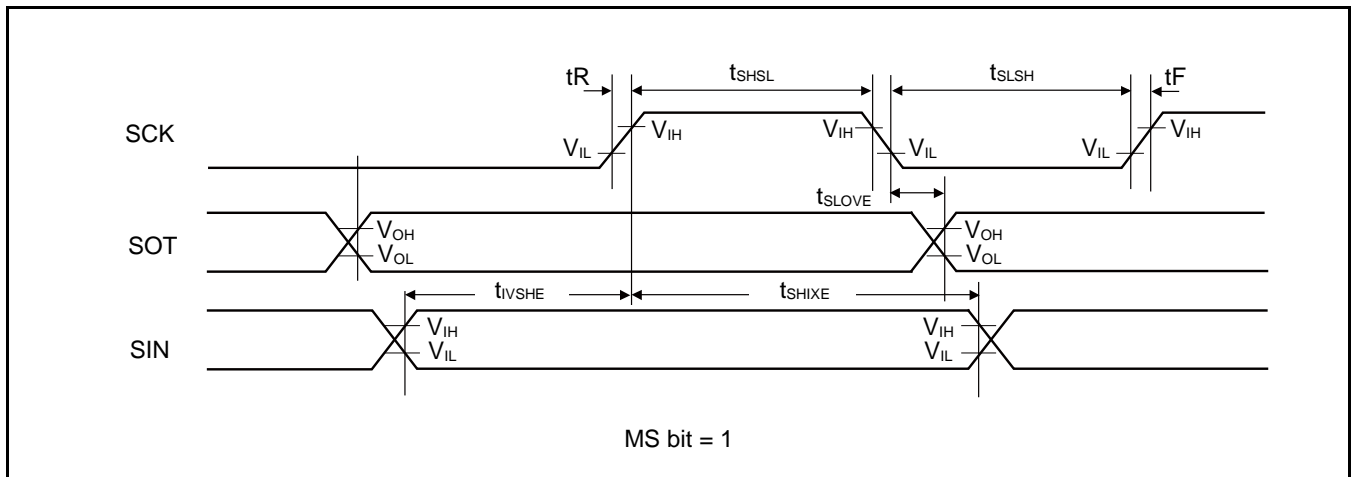 tR tSHSL tSLSH tF
SCK VIH VIH VIH
VIL VIL VIL
tSLOVE
SOT VOH VOH
VOL VOL
tIVSHE tSHIXE
SIN VIH VIH
VIL VIL
MS bit = 1